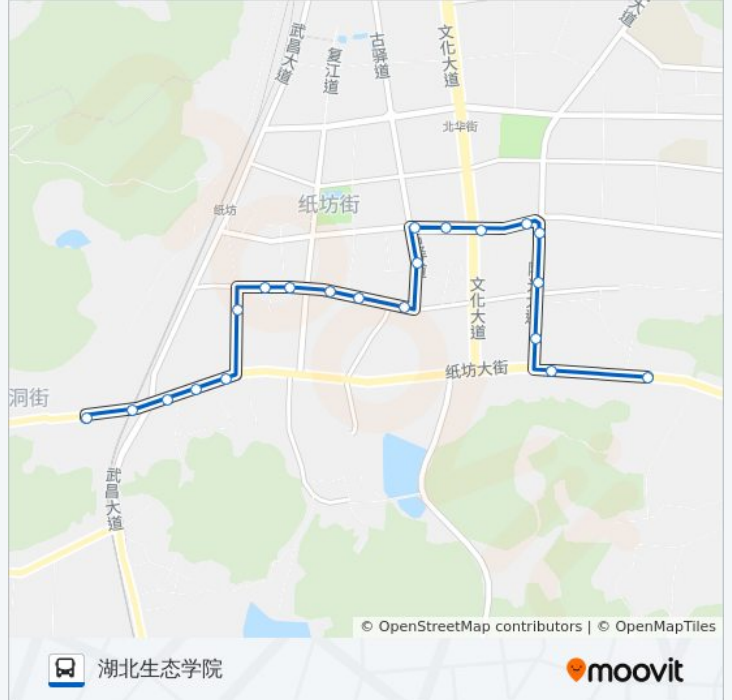 大道
武昌大道
复江道
古驿道
文化大道
北华街
纸坊街
纸坊
文化大道
纸坊大街
洞街
武昌大道
© OpenStreetMap contributors | © OpenMapTiles
湖北生态学院
moovit